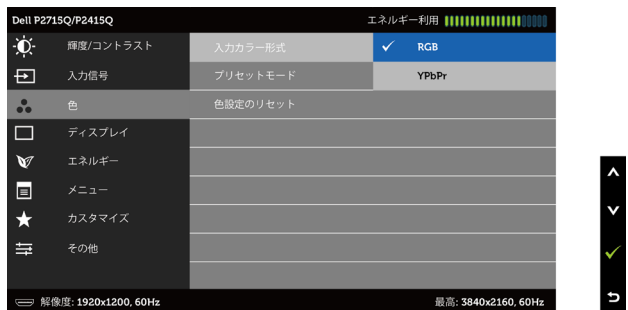 Dell P2715Q/P2415Q
エネルギー利用
輝度/コントラスト
入力カラー形式
RGB
入力信号
プリセットモード
YPbPr
色
色設定のリセット
ディスプレイ
エネルギー
メニュー
カスタマイズ
その他
解像度: 1920x1200, 60Hz
最高: 3840x2160, 60Hz